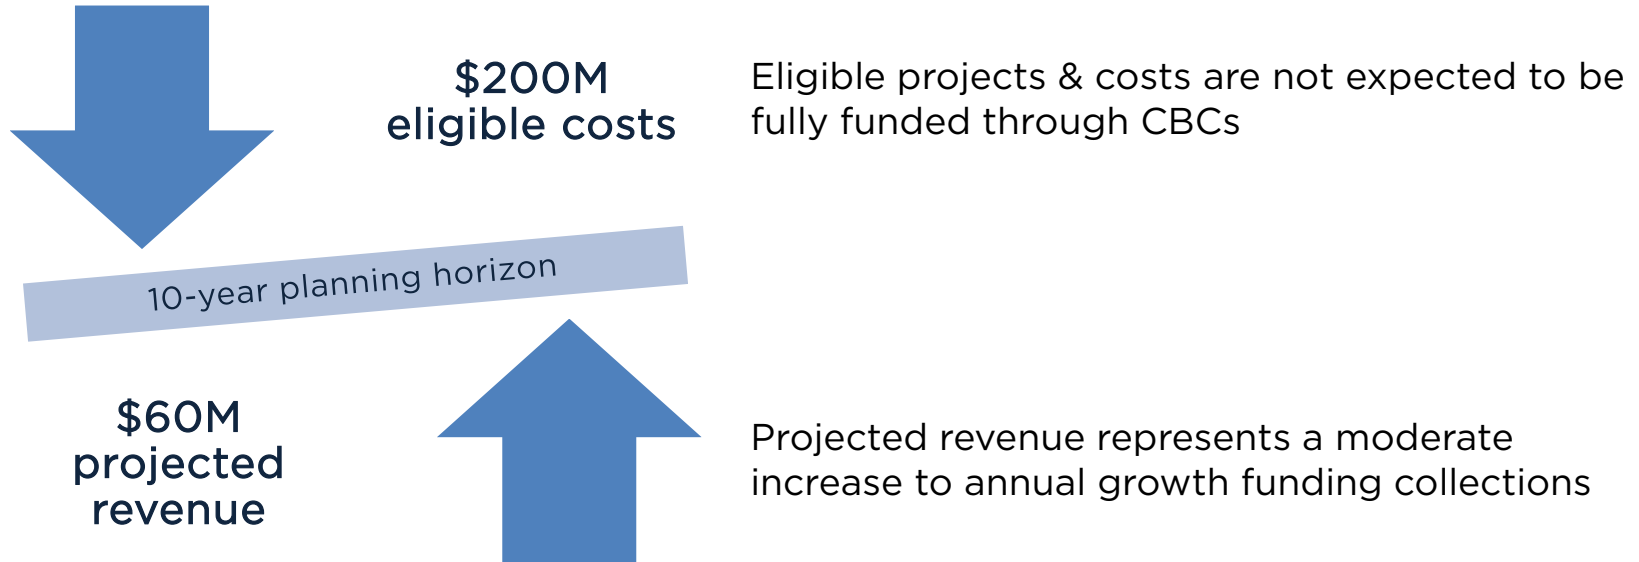 $200M
eligible costs
Eligible projects & costs are not expected to be
fully funded through CBCs
10-year planning horizon
$60M
projected
revenue
Projected revenue represents a moderate
increase to annual growth funding collections